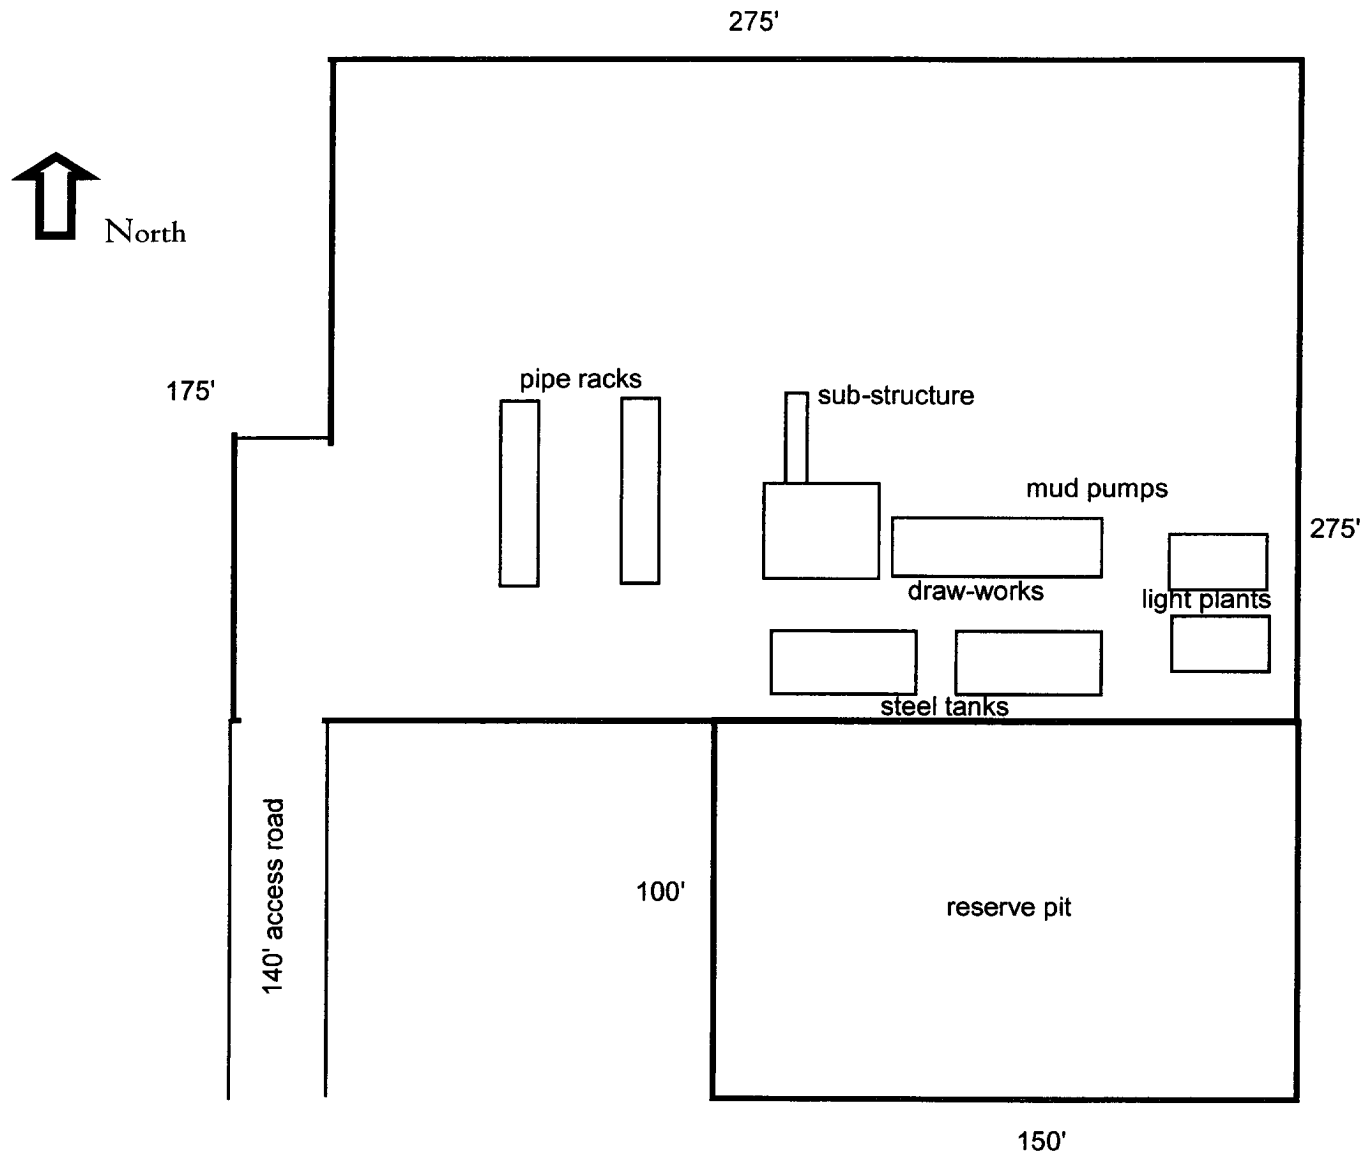 275'
North
175'
pipe racks
sub-structure
mud pumps
275'
draw-works
light plants
steel tanks
140' access road
100'
reserve pit
150'